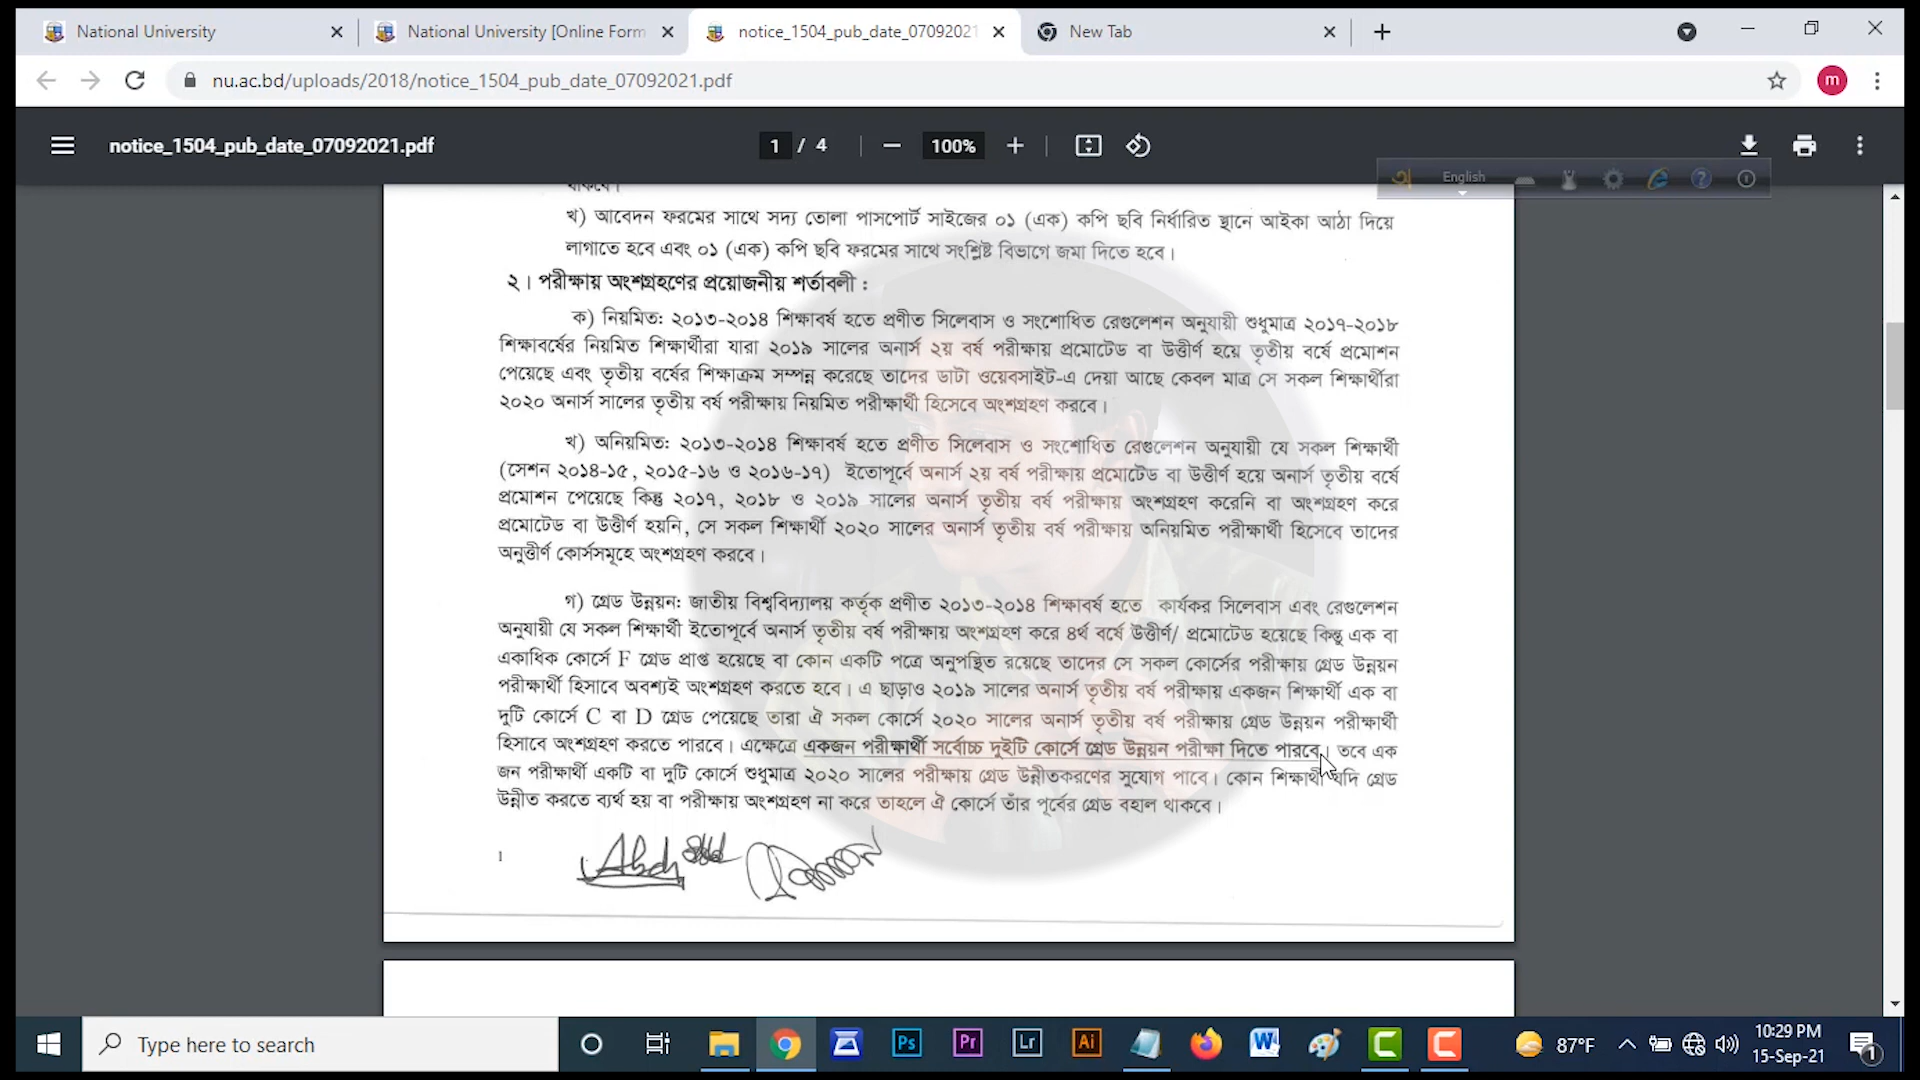 National University
National University [Online Form
notice_1504_pub_date_07092021
New Tab
nu.ac.bd/uploads/2018/notice_1504_pub_date_07092021.pdf
m
notice_1504_pub_date_07092021.pdf
1 / 4
100%
English
থাকবে।
খ) আবেদন ফরমের সাথে সদ্য তোলা পাসপোর্ট সাইজের ০১ (এক) কপি ছবি নির্ধারিত স্থানে আইকা আঠা দিয়ে
লাগাতে হবে এবং ০১ (এক) কপি ছবি ফরমের সাথে সংশ্লিষ্ট বিভাগে জমা দিতে হবে।
২। পরীক্ষায় অংশগ্রহণের প্রয়োজনীয় শর্তাবলী :
ক) নিয়মিত: ২০১৩-২০১৪ শিক্ষাবর্ষ হতে প্রণীত সিলেবাস ও সংশোধিত রেগুলেশন অনুযায়ী শুধুমাত্র ২০১৭-২০১৮
শিক্ষাবর্ষের নিয়মিত শিক্ষার্থীরা যারা ২০১৯ সালের অনার্স ২য় বর্ষ পরীক্ষায় প্রমোটেড বা উত্তীর্ণ হয়ে তৃতীয় বর্ষে প্রমোশন
পেয়েছে এবং তৃতীয় বর্ষের শিক্ষাক্রম সম্পন্ন করেছে তাদের ডাটা ওয়েবসাইট-এ দেয়া আছে কেবল মাত্র সে সকল শিক্ষার্থীরা
২০২০ অনার্স সালের তৃতীয় বর্ষ পরীক্ষায় নিয়মিত পরীক্ষার্থী হিসেবে অংশগ্রহণ করবে।
খ) অনিয়মিত: ২০১৩-২০১৪ শিক্ষাবর্ষ হতে প্রণীত সিলেবাস ও সংশোধিত রেগুলেশন অনুযায়ী যে সকল শিক্ষার্থী
(সেশন ২০১৪-১৫, ২০১৫-১৬ ও ২০১৬-১৭) ইতোপূর্বে অনার্স ২য় বর্ষ পরীক্ষায় প্রমোটেড বা উত্তীর্ণ হয়ে অনার্স তৃতীয় বর্ষে
প্রমোশন পেয়েছে কিন্তু ২০১৭, ২০১৮ ও ২০১৯ সালের অনার্স তৃতীয় বর্ষ পরীক্ষায় অংশগ্রহণ করেনি বা অংশগ্রহণ করে
প্রমোটেড বা উত্তীর্ণ হয়নি, সে সকল শিক্ষার্থী ২০২০ সালের অনার্স তৃতীয় বর্ষ পরীক্ষায় অনিয়মিত পরীক্ষার্থী হিসেবে তাদের
অনুত্তীর্ণ কোর্সসমূহে অংশগ্রহণ করবে।
গ) গ্রেড উন্নয়ন: জাতীয় বিশ্ববিদ্যালয় কর্তৃক প্রণীত ২০১৩-২০১৪ শিক্ষাবর্ষ হতে কার্যকর সিলেবাস এবং রেগুলেশন
অনুযায়ী যে সকল শিক্ষার্থী ইতোপূর্বে অনার্স তৃতীয় বর্ষ পরীক্ষায় অংশগ্রহণ করে ৪র্থ বর্ষে উত্তীর্ণ/ প্রমোটেড হয়েছে কিন্তু এক বা
একাধিক কোর্সে F গ্রেড প্রাপ্ত হয়েছে বা কোন একটি পত্রে অনুপস্থিত রয়েছে তাদের সে সকল কোর্সের পরীক্ষায় গ্রেড উন্নয়ন
পরীক্ষার্থী হিসাবে অবশ্যই অংশগ্রহণ করতে হবে। এ ছাড়াও ২০১৯ সালের অনার্স তৃতীয় বর্ষ পরীক্ষায় একজন শিক্ষার্থী এক বা
দুটি কোর্সে C বা D গ্রেড পেয়েছে তারা ঐ সকল কোর্সে ২০২০ সালের অনার্স তৃতীয় বর্ষ পরীক্ষায় গ্রেড উন্নয়ন পরীক্ষার্থী
হিসাবে অংশগ্রহণ করতে পারবে। এক্ষেত্রে একজন পরীক্ষার্থী সর্বোচ্চ দুইটি কোর্সে গ্রেড উন্নয়ন পরীক্ষা দিতে পারবে। তবে এক
জন পরীক্ষার্থী একটি বা দুটি কোর্সে শুধুমাত্র ২০২০ সালের পরীক্ষায় গ্রেড উন্নীতকরণের সুযোগ পাবে। কোন শিক্ষার্থী যদি গ্রেড
উন্নীত করতে ব্যর্থ হয় বা পরীক্ষায় অংশগ্রহণ না করে তাহলে ঐ কোর্সে তাঁর পূর্বের গ্রেড বহাল থাকবে।
1
Type here to search
Ps
Pr
Lr
Ai
87°F
10:29 PM
15-Sep-21
1